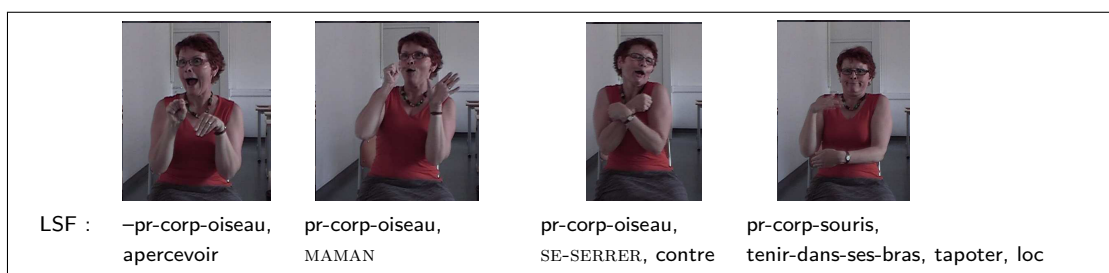 LSF : –pr-corp-oiseau, pr-corp-oiseau, pr-corp-oiseau, pr-corp-souris,
apercevoir MAMAN SE-SERRER, contre tenir-dans-ses-bras, tapoter, loc